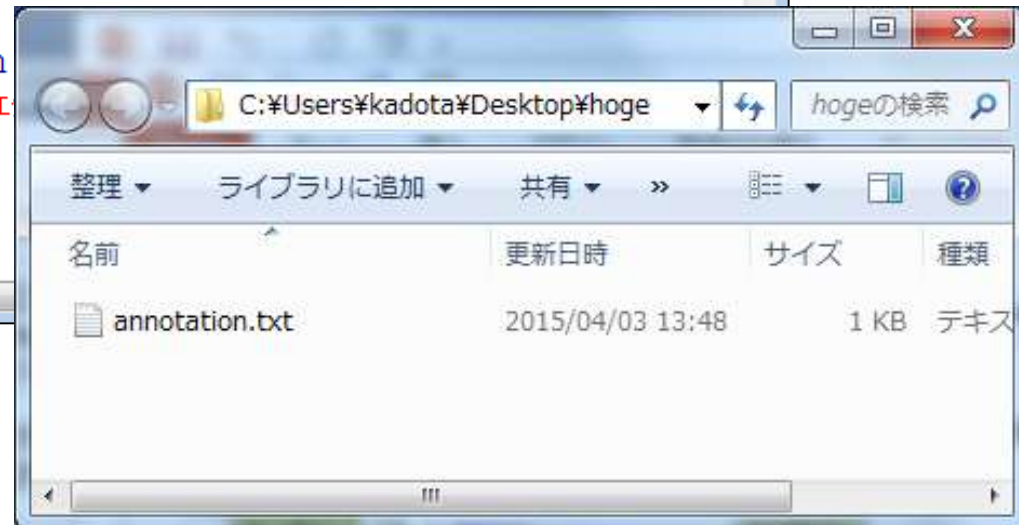 C:¥Users¥kadota¥Desktop¥hoge
hogeの検索
整理 ライブラリに追加 共有 »
名前 更新日時 サイズ 種類
annotation.txt 2015/04/03 13:48 1 KB テキス